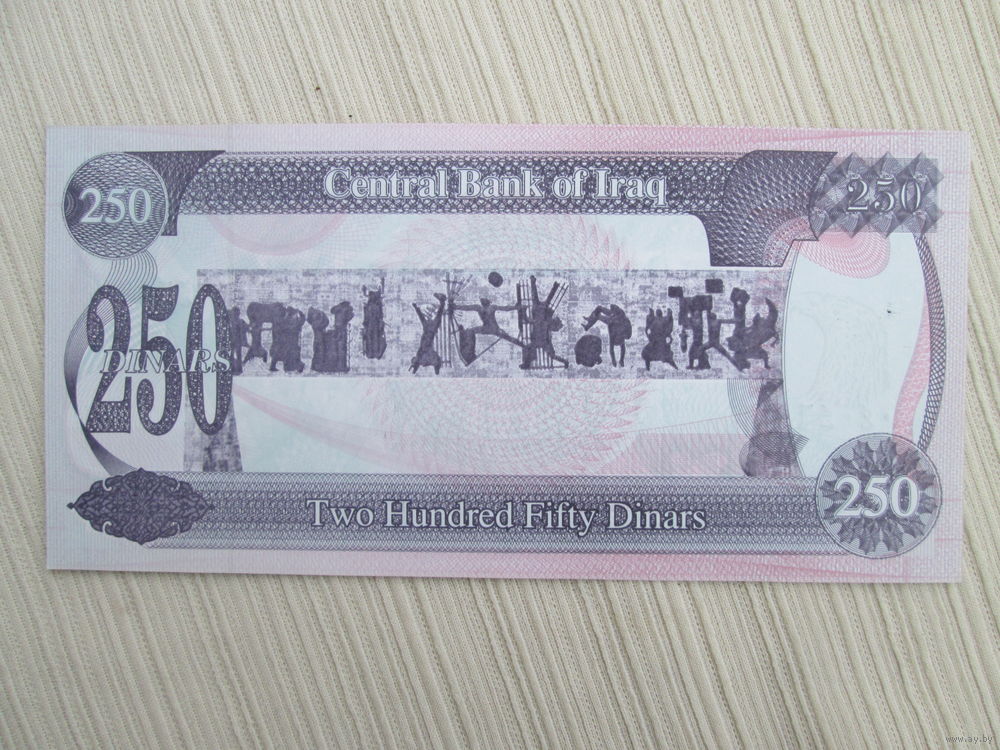 250
Central Bank of Iraq
250
250
DINARS
Two Hundred Fifty Dinars
250
www.ay.by